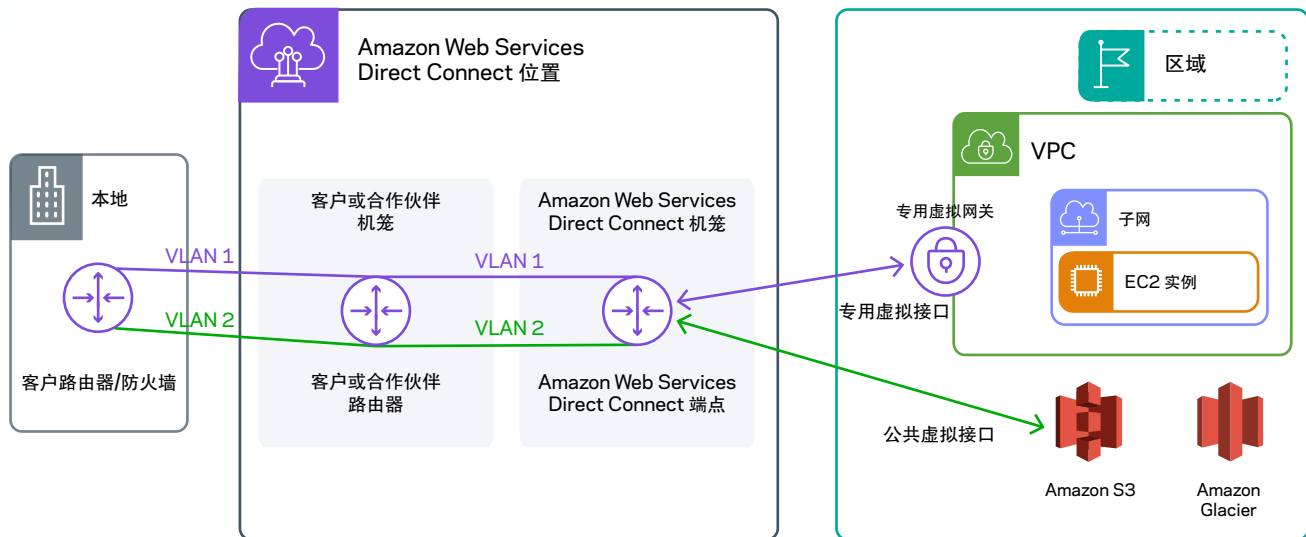 Amazon Web Services
Direct Connect 位置
区域
VPC
本地
客户或合作伙伴
机笼
Amazon Web Services
Direct Connect 机笼
专用虚拟网关
子网
VLAN 1
VLAN 1
EC2 实例
VLAN 2
VLAN 2
专用虚拟接口
客户路由器/防火墙
客户或合作伙伴
路由器
Amazon Web Services
Direct Connect 端点
公共虚拟接口
Amazon S3
Amazon
Glacier